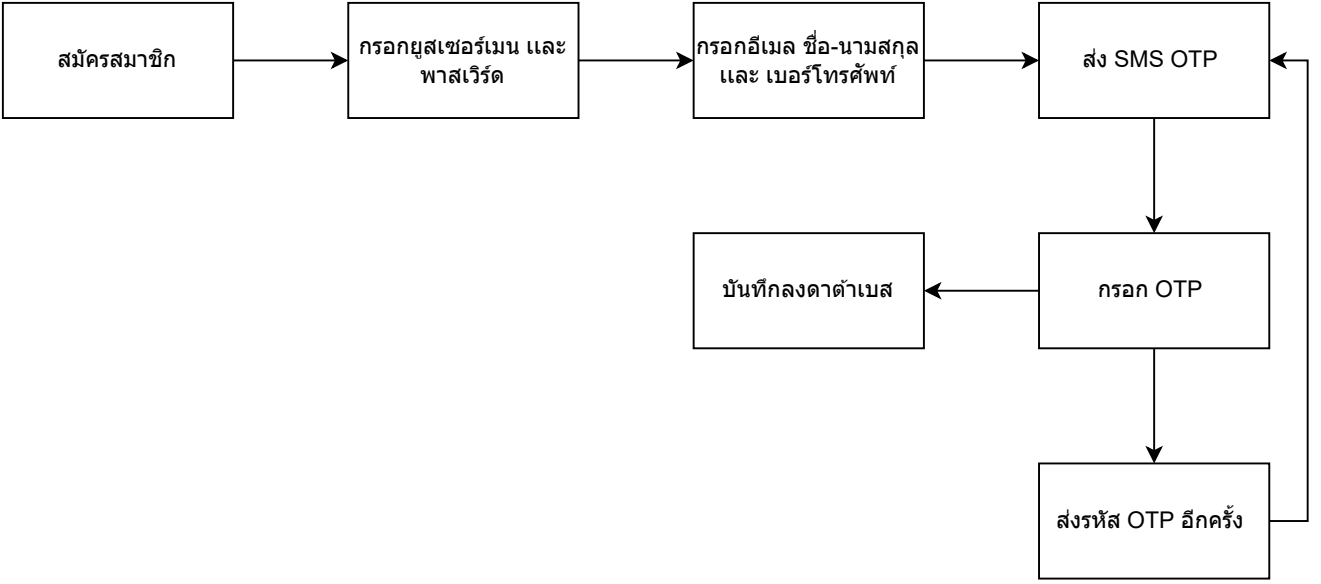 สมัครสมาชิก
กรอกยูสเซอร์เมน และ
พาสเวิร์ด
กรอกอีเมล ชื่อ-นามสกุล
และ เบอร์โทรศัพท์
ส่ง SMS OTP
บันทึกลงดาต้าเบส
กรอก OTP
ส่งรหัส OTP อีกครั้ง